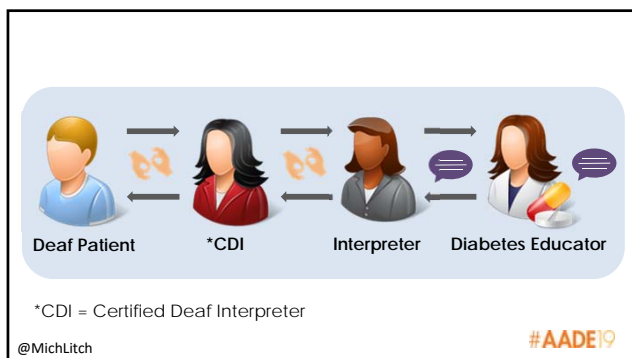 Deaf Patient
*CDI
Interpreter
Diabetes Educator
*CDI = Certified Deaf Interpreter
@MichLitch
#AADE19